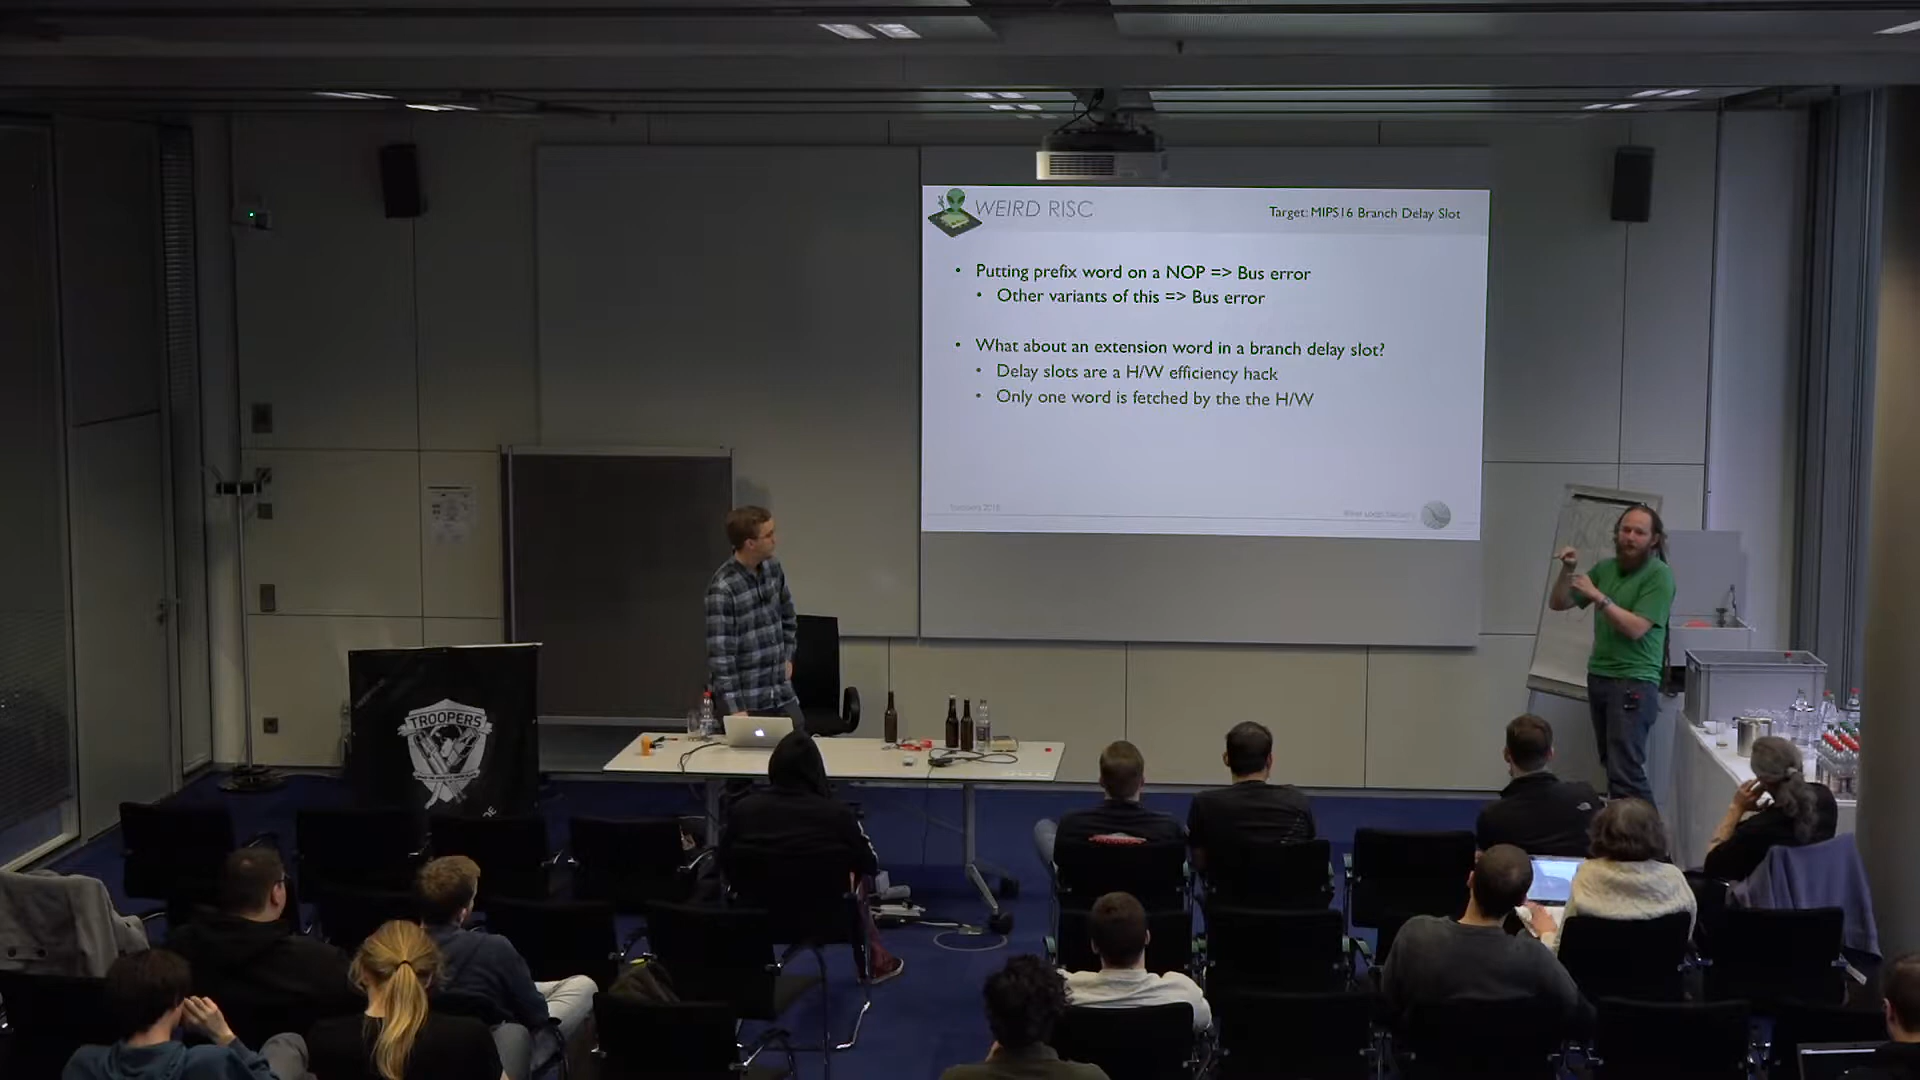 WEIRD RISC
Target: MIPS16 Branch Delay Slot
• Putting prefix word on a NOP => Bus error
• Other variants of this => Bus error
• What about an extension word in a branch delay slot?
• Delay slots are a H/W efficiency hack
• Only one word is fetched by the the H/W
Troopers 2016
TROOPERS